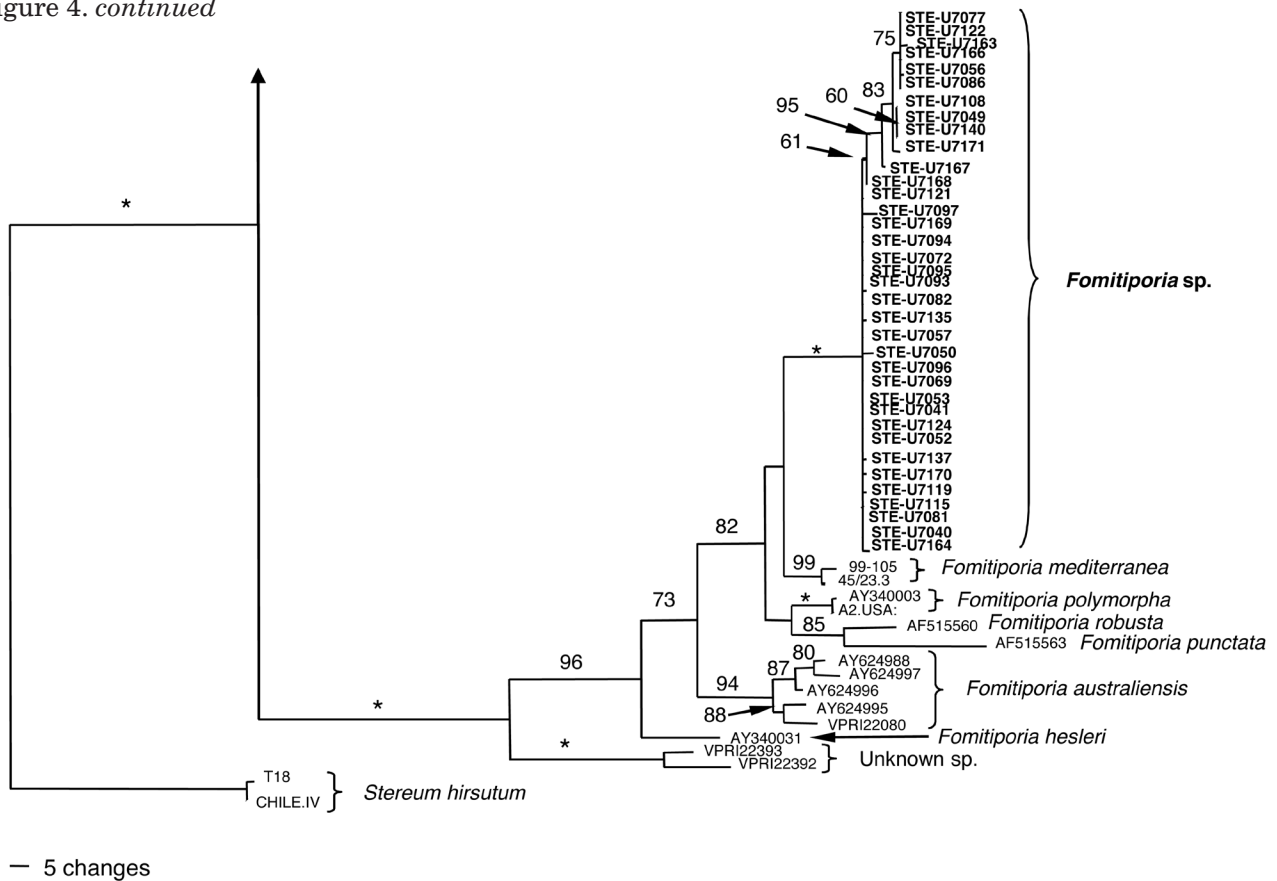 igure 4. continued
STE-U7077
STE-U7122
STE-U7163
STE-U7166
STE-U7056
STE-U7086
STE-U7108
STE-U7049
STE-U7140
STE-U7171
STE-U7167
STE-U7168
STE-U7121
STE-U7097
STE-U7169
STE-U7094
STE-U7072
STE-U7095
STE-U7093
STE-U7082
STE-U7135
STE-U7057
STE-U7050
STE-U7096
STE-U7069
STE-U7053
STE-U7041
STE-U7124
STE-U7052
STE-U7137
STE-U7170
STE-U7119
STE-U7115
STE-U7081
STE-U7040
STE-U7164
75
83
60
95
61
*
Fomitiporia sp.
*
*
82
99
99-105
45/23.3
Fomitiporia mediterranea
*
AY340003
A2.USA:
Fomitiporia polymorpha
85
AF515560 Fomitiporia robusta
AF515563 Fomitiporia punctata
73
96
80
87
94
88
AY624988
AY624997
AY624996
AY624995
VPRI22080
Fomitiporia australiensis
AY340031
Fomitiporia hesleri
*
*
VPRI22393
VPRI22392
Unknown sp.
T18
CHILE.IV
Stereum hirsutum
5 changes